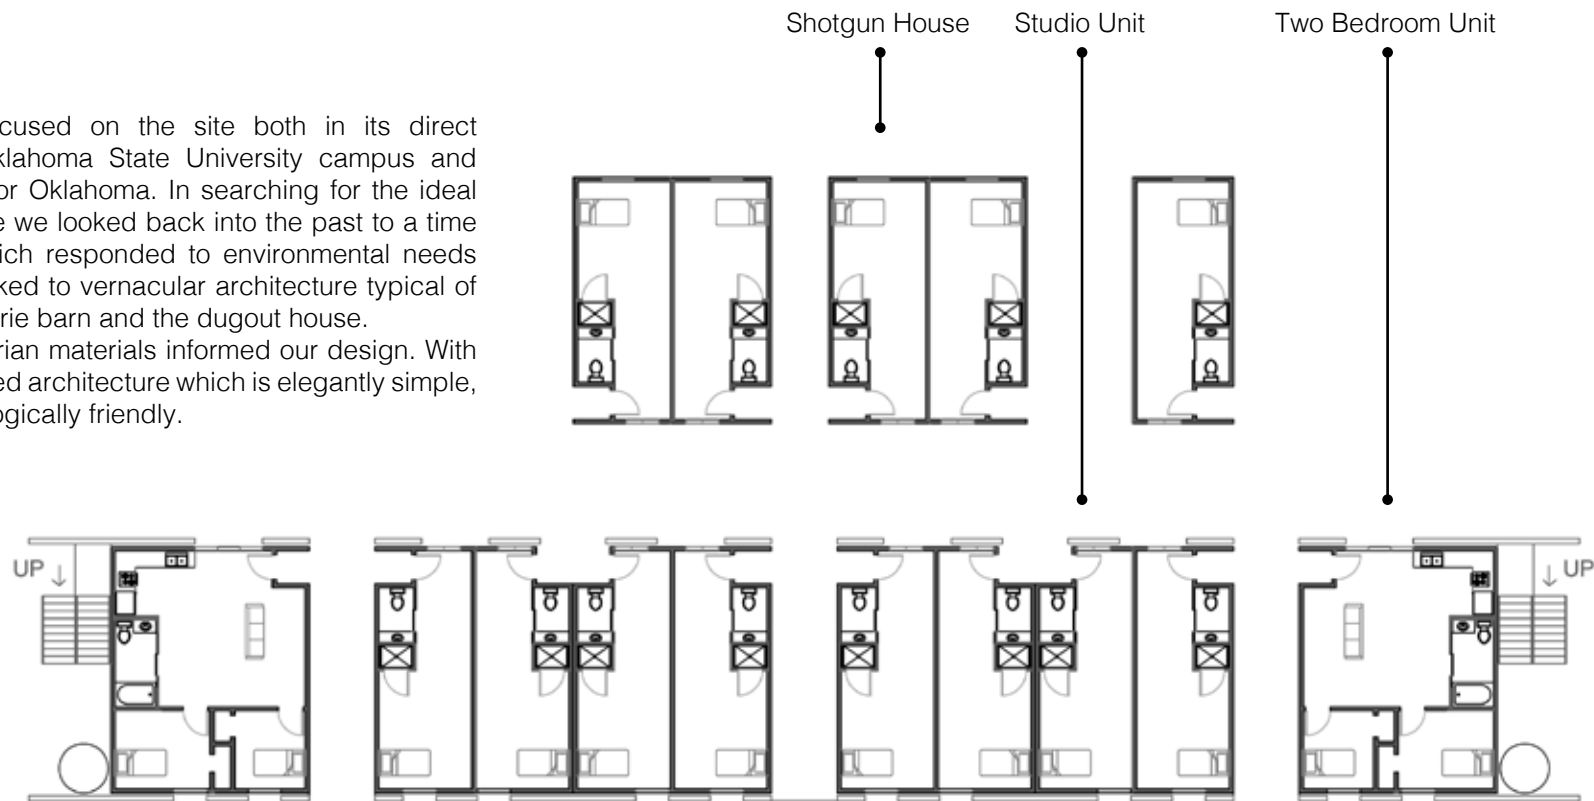 Shotgun House
Studio Unit
Two Bedroom Unit
cused on the site both in its direct
klahoma State University campus and
or Oklahoma. In searching for the ideal
e we looked back into the past to a time
ich responded to environmental needs
ked to vernacular architecture typical of
rie barn and the dugout house.
rian materials informed our design. With
ed architecture which is elegantly simple,
ogically friendly.
UP
UP